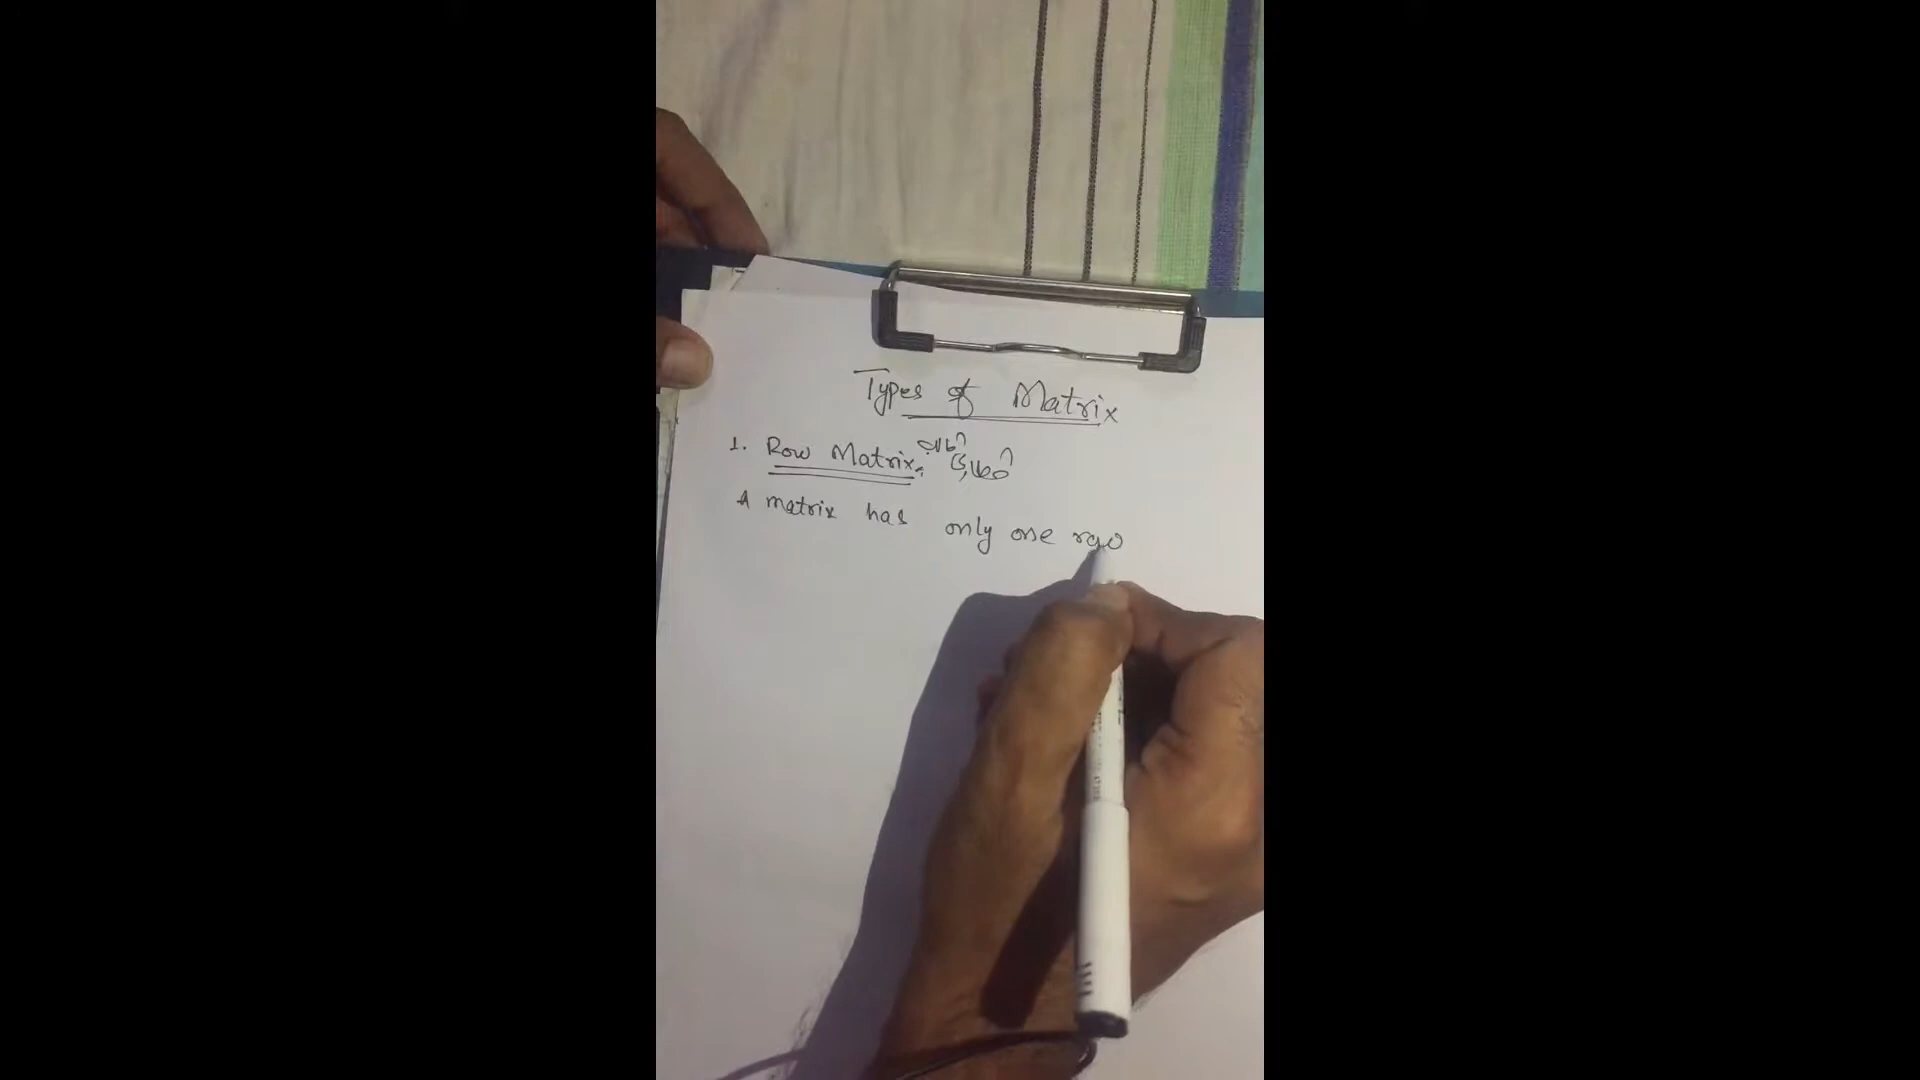 Types of Matrix
1. Row Matrix:
A matrix has only one row